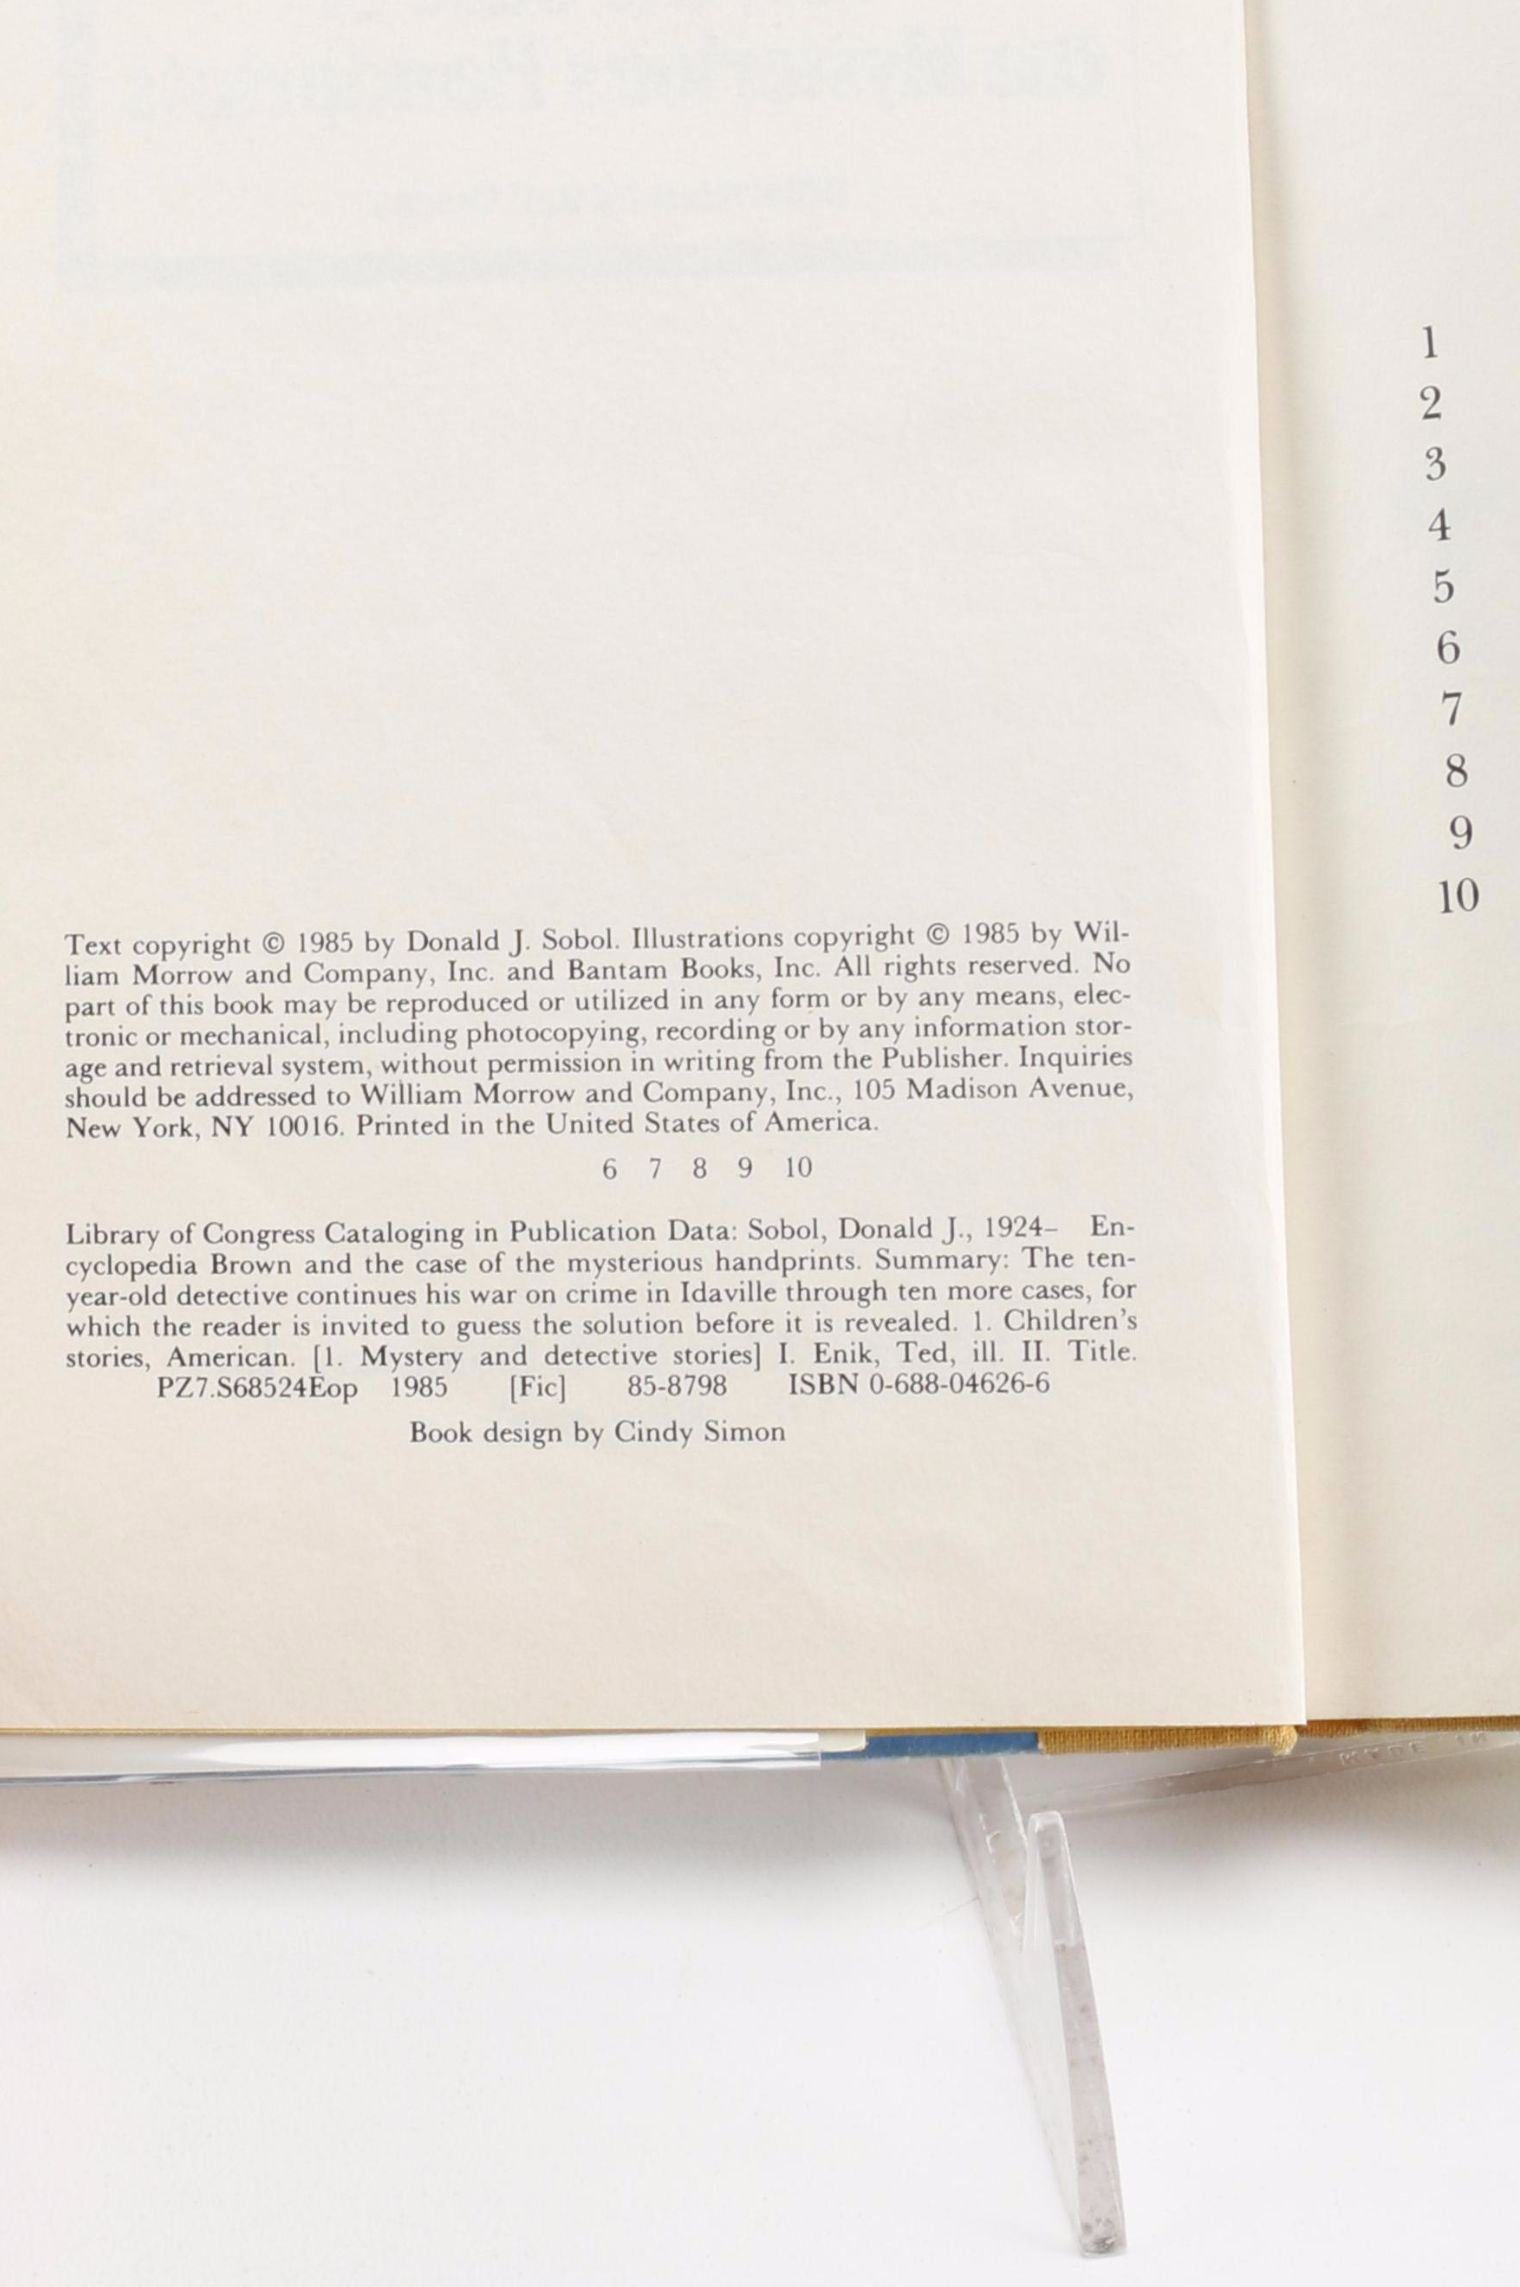 Text copyright © 1985 by Donald J. Sobol. Illustrations copyright © 1985 by Wil-
liam Morrow and Company, Inc. and Bantam Books, Inc. All rights reserved. No
part of this book may be reproduced or utilized in any form or by any means, elec-
tronic or mechanical, including photocopying, recording or by any information stor-
age and retrieval system, without permission in writing from the Publisher. Inquiries
should be addressed to William Morrow and Company, Inc., 105 Madison Avenue,
New York, NY 10016. Printed in the United States of America.
6 7 8 9 10
Library of Congress Cataloging in Publication Data: Sobol, Donald J., 1924– En-
cyclopedia Brown and the case of the mysterious handprints. Summary: The ten-
year-old detective continues his war on crime in Idaville through ten more cases, for
which the reader is invited to guess the solution before it is revealed. 1. Children's
stories, American. [1. Mystery and detective stories] I. Enik, Ted, ill. II. Title.
PZ7.S68524Eop 1985 [Fic] 85-8798 ISBN 0-688-04626-6
Book design by Cindy Simon
1
2
3
4
5
6
7
8
9
10
MADE IN